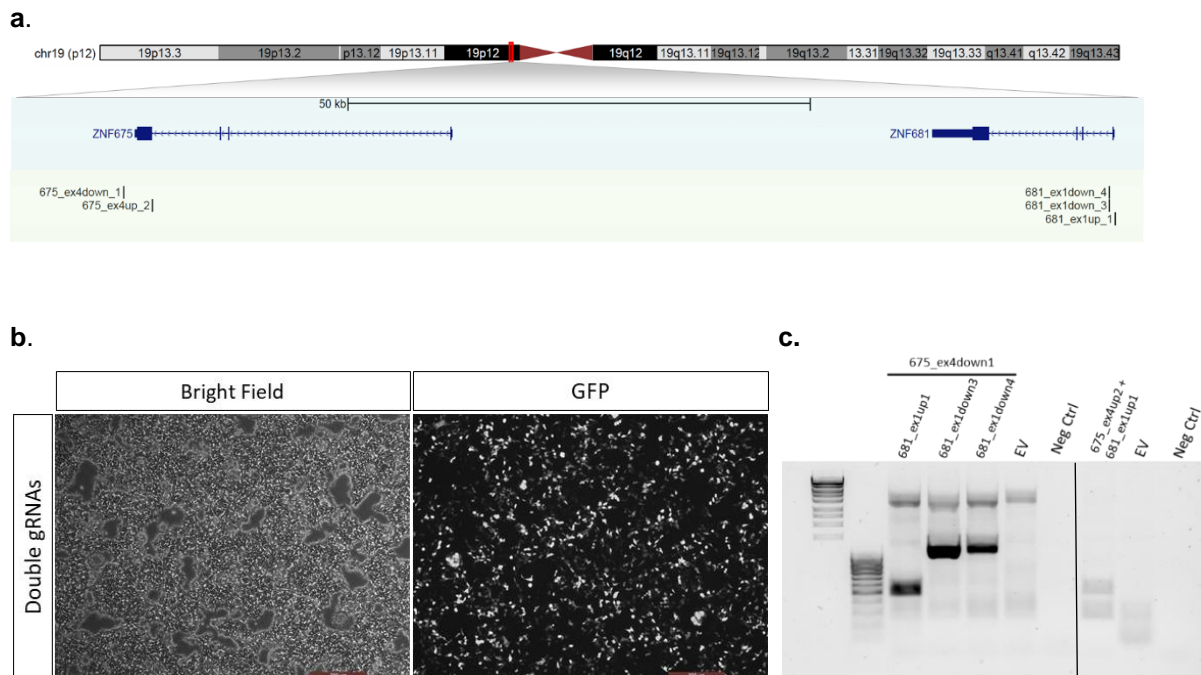 a.
chr19 (p12) 19p13.3 19p13.2 p13.12 19p13.11 19p12 19q12 19q13.11 19q13.12 19q13.2 13.31 19q13.32 19q13.33 q13.41 q13.42 19q13.43
50 kb
ZNF675 ZNF681
675_ex4down_1 681_ex1down_4
675_ex4up_2 681_ex1down_3
681_ex1up_1
b.
Bright Field GFP
Double gRNAs
c.
675_ex4down1
681_ex1up1
681_ex1down3
681_ex1down4
EV
Neg Ctrl
675_ex4up2 +
681_ex1up1
EV
Neg Ctrl